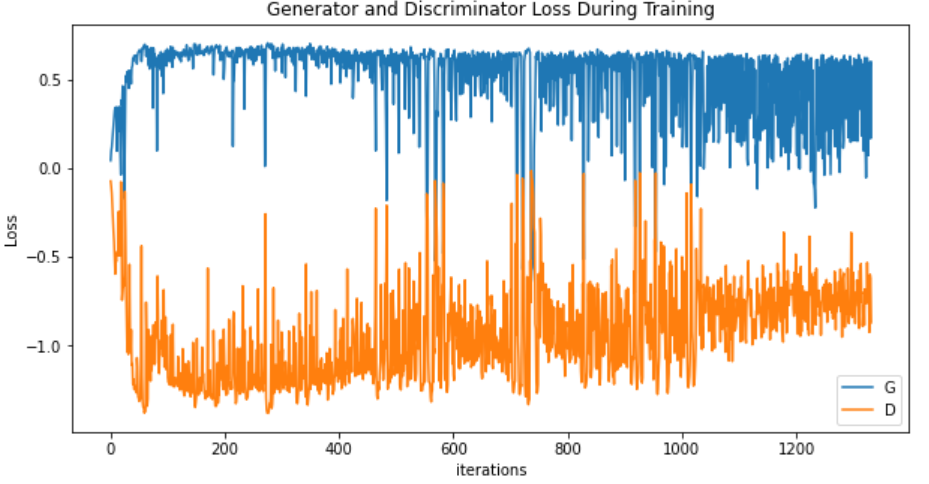 Generator and Discriminator Loss During Training
0.5
0.0
−0.5
−1.0
Loss
0 200 400 600 800 1000 1200
iterations
G
D